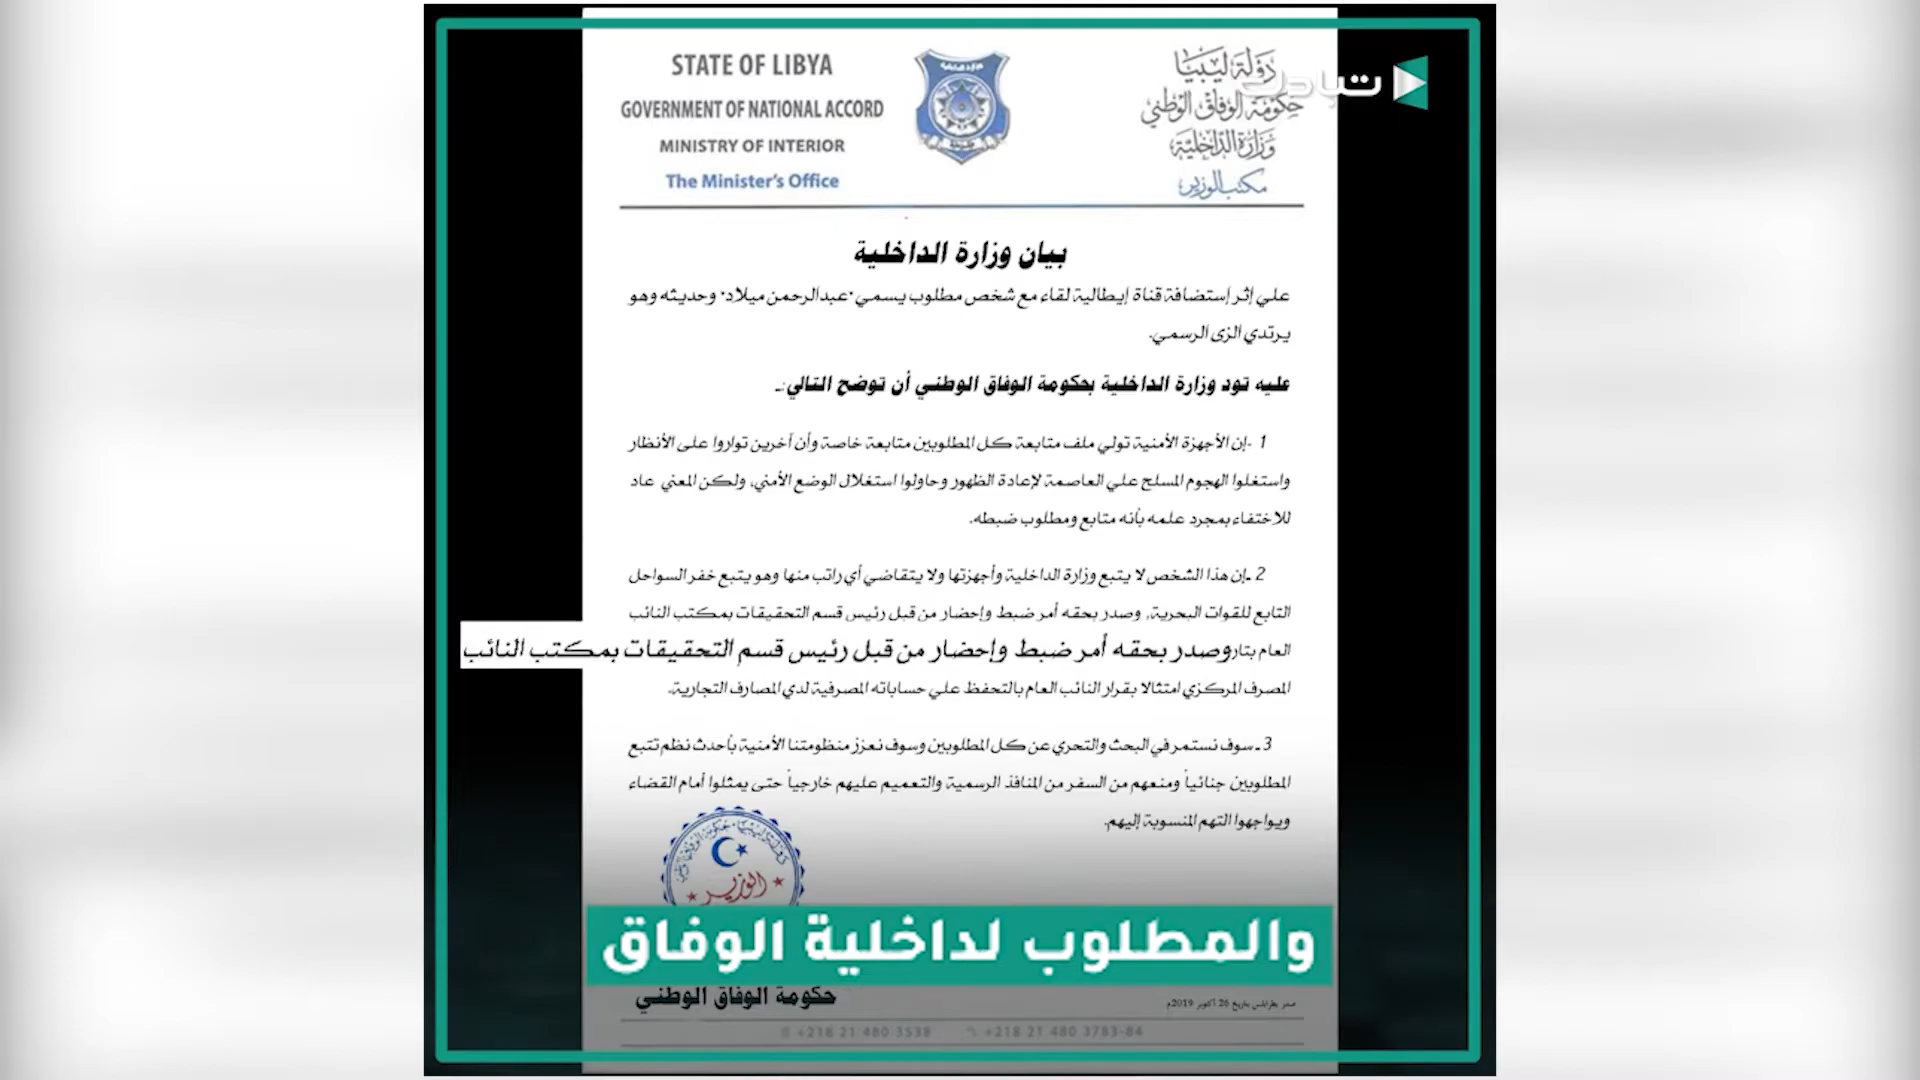 STATE OF LIBYA
GOVERNMENT OF NATIONAL ACCORD
MINISTRY OF INTERIOR
The Minister's Office
دولة ليبيا
تبادل
حكومة الوفاق الوطني
وزارة الداخلية
مكتب الوزير
بيان وزارة الداخلية
علي إثر إستضافة قناة إيطالية لقاء مع شخص مطلوب يسمي "عبدالرحمن ميلاد" وحديثه وهو
يرتدي الزى الرسمي.
عليه تود وزارة الداخلية بحكومة الوفاق الوطني أن توضح التالي:ـ
1 -إن الأجهزة الأمنية تولي ملف متابعة كل المطلوبين متابعة خاصة وأن آخرين تواروا على الأنظار
واستغلوا الهجوم المسلح علي العاصمة لإعادة الظهور وحاولوا استغلال الوضع الأمني، ولكن المعني عاد
للاختفاء بمجرد علمه بأنه متابع ومطلوب ضبطه.
2 ـ إن هذا الشخص لا يتبع وزارة الداخلية وأجهزتها ولا يتقاضي أي راتب منها وهو يتبع خفر السواحل
التابع للقوات البحرية، وصدر بحقه أمر ضبط وإحضار من قبل رئيس قسم التحقيقات بمكتب النائب
العام بتار
وصدر بحقه أمر ضبط وإحضار من قبل رئيس قسم التحقيقات بمكتب النائب
المصرف المركزي امتثالا بقرار النائب العام بالتحفظ علي حساباته المصرفية لدي المصارف التجارية.
3 ـ سوف نستمر في البحث والتحري عن كل المطلوبين وسوف نعزز منظومتنا الأمنية بأحدث نظم تتبع
المطلوبين جنائياً ومنعهم من السفر من المنافذ الرسمية والتعميم عليهم خارجياً حتى يمثلوا أمام القضاء
ويواجهوا التهم المنسوبة إليهم.
الوزير
والمطلوب لداخلية الوفاق
حكومة الوفاق الوطني
صدر بطرابلس بتاريخ 26 أكتوبر 2019م
+218 21 480 3538
+218 21 480 3783-84